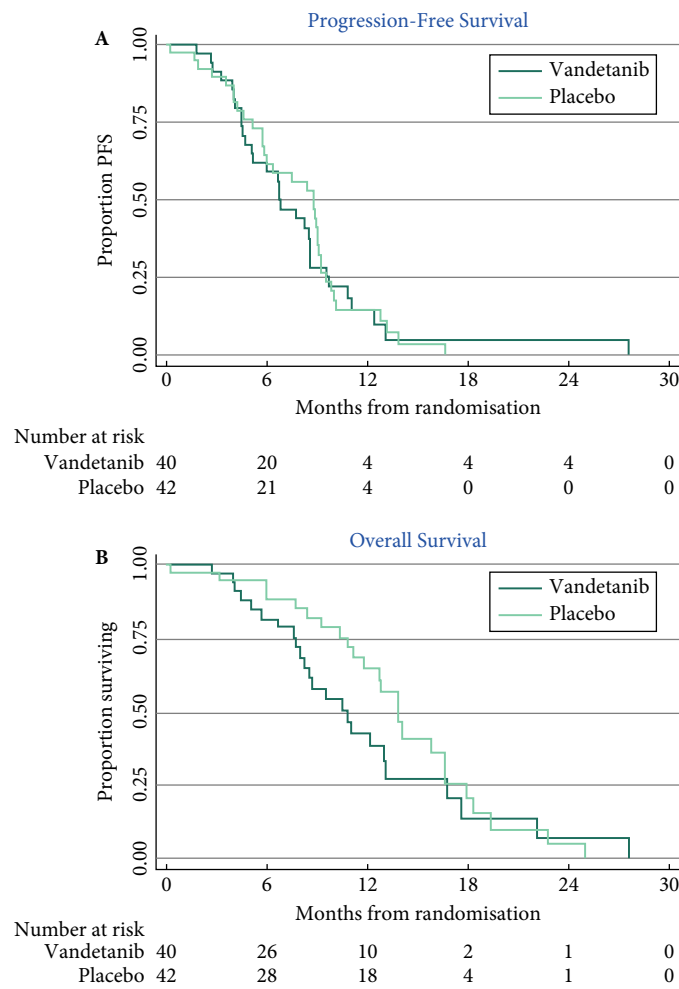 Progression-Free Survival
A
1.00
Vandetanib
Placebo
0.75
Proportion PFS
0.50
0.25
0.00
0 6 12 18 24 30
Months from randomisation
Number at risk
Vandetanib 40 20 4 4 4 0
Placebo 42 21 4 0 0 0
Overall Survival
B
1.00
Vandetanib
Placebo
0.75
Proportion surviving
0.50
0.25
0.00
0 6 12 18 24 30
Months from randomisation
Number at risk
Vandetanib 40 26 10 2 1 0
Placebo 42 28 18 4 1 0